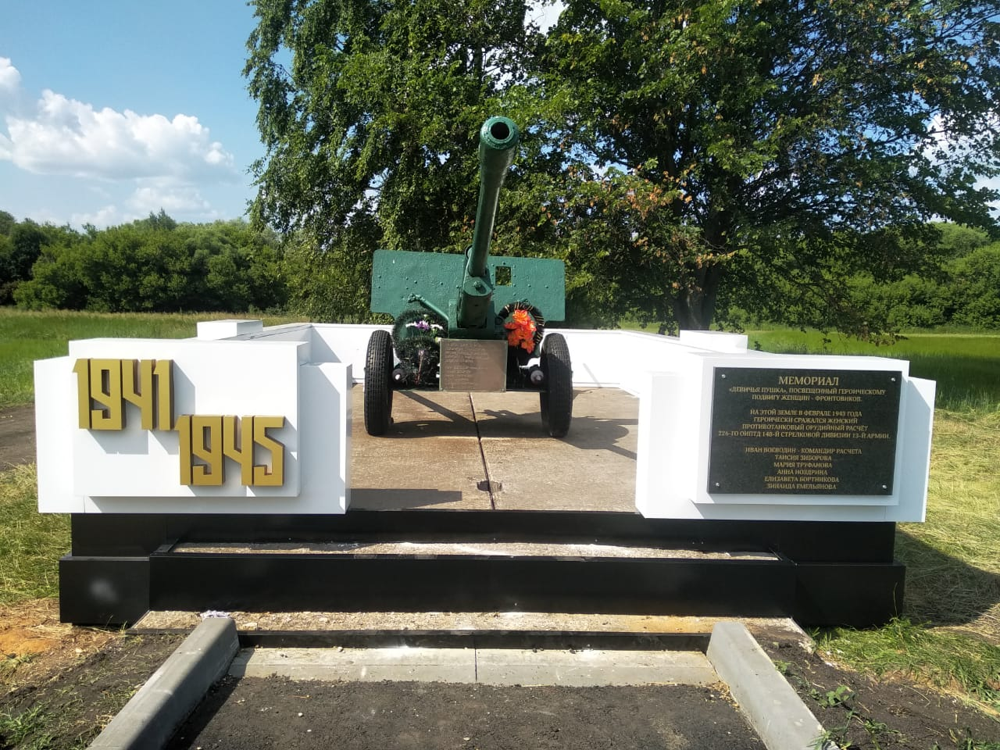 1941
1945
МЕМОРИАЛ
«ДЕВИЧЬЯ ПУШКА», ПОСВЕЩЕННЫЙ ГЕРОИЧЕСКОМУ
ПОДВИГУ ЖЕНЩИН - ФРОНТОВИКОВ.
НА ЭТОЙ ЗЕМЛЕ В ФЕВРАЛЕ 1943 ГОДА
ГЕРОИЧЕСКИ СРАЖАЛСЯ ЖЕНСКИЙ
ПРОТИВОТАНКОВЫЙ ОРУДИЙНЫЙ РАСЧЁТ
226-ГО ОИПТД 148-Й СТРЕЛКОВОЙ ДИВИЗИИ 13-Й АРМИИ.
ИВАН ВОЕВОДИН - КОМАНДИР РАСЧЕТА
ТАИСИЯ ЗИБОРОВА
МАРИЯ ТРУФАНОВА
АННА НОЗДРИНА
ЕЛИЗАВЕТА БОРТНИКОВА
ЗИНАИДА ЕМЕЛЬЯНОВА